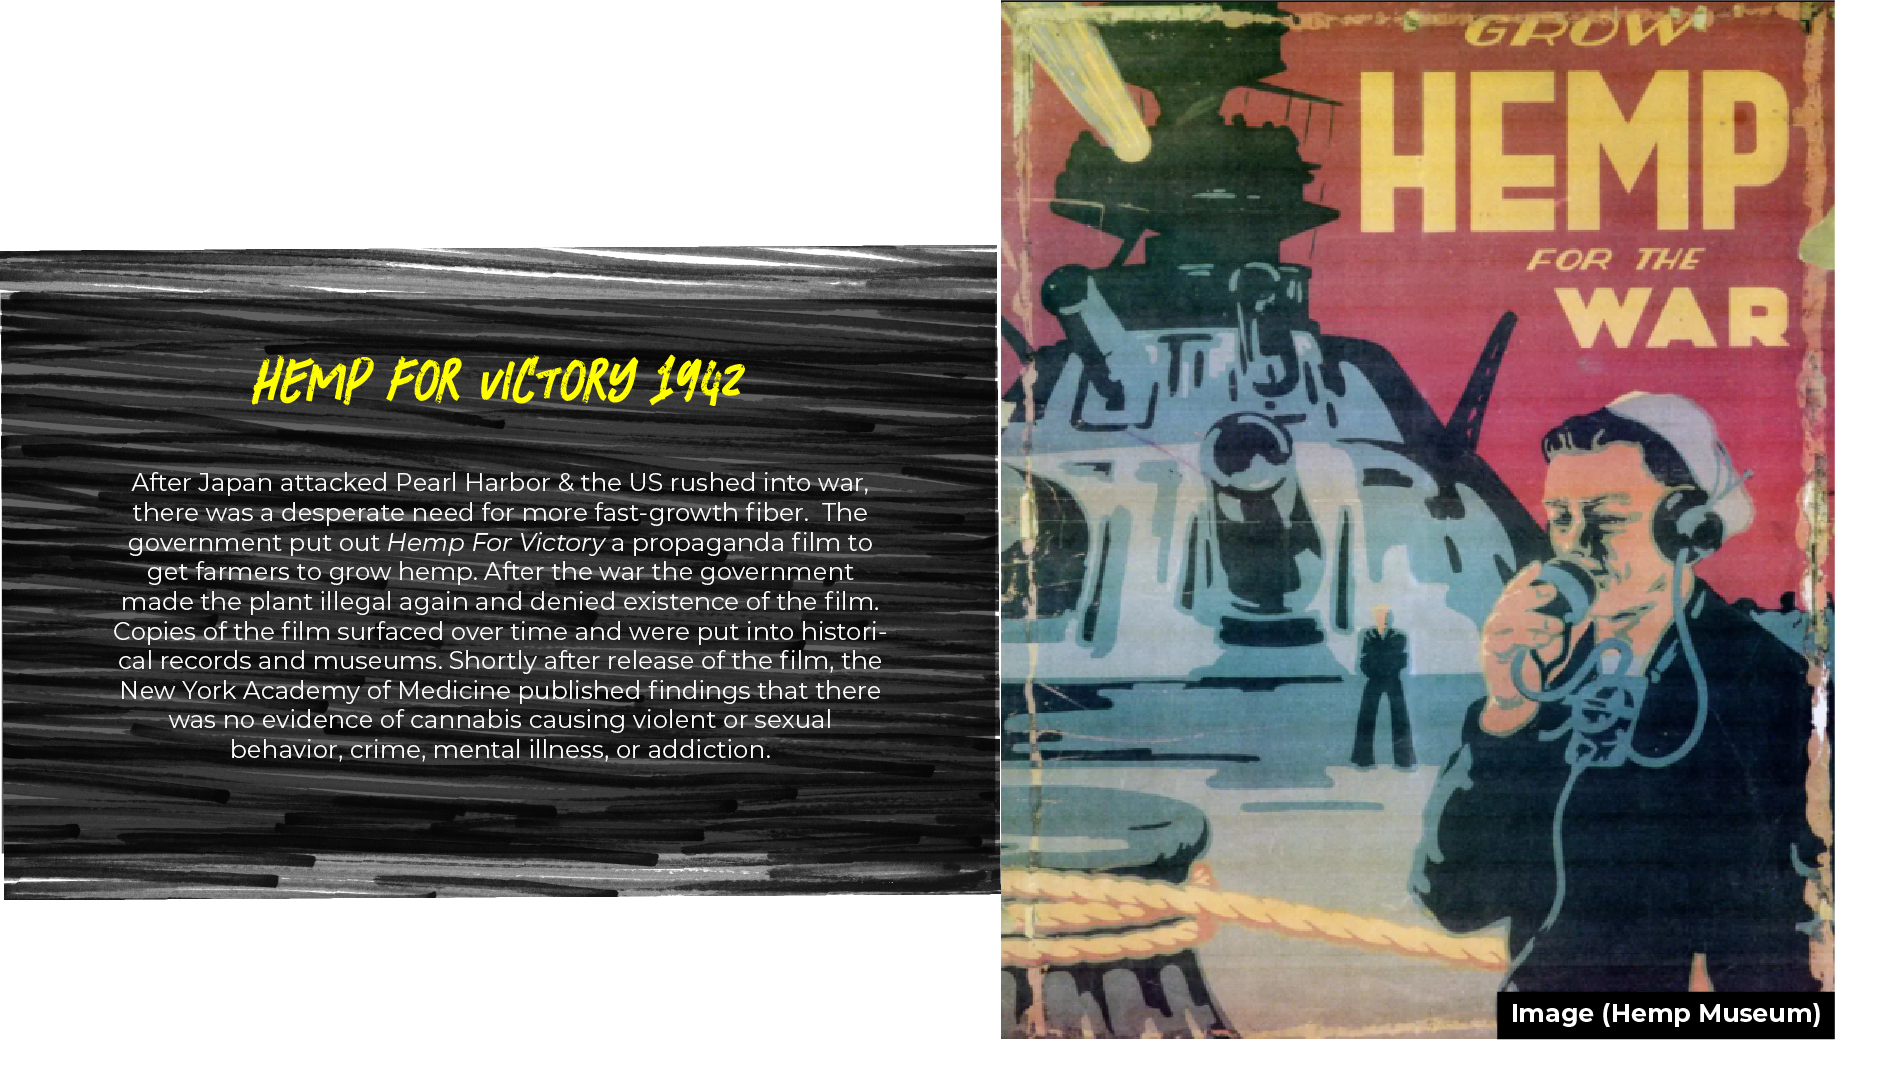 HEMP FOR VICTORY 1942
After Japan attacked Pearl Harbor & the US rushed into war,
there was a desperate need for more fast-growth fiber.  The
government put out Hemp For Victory a propaganda film to
get farmers to grow hemp. After the war the government
made the plant illegal again and denied existence of the film.
Copies of the film surfaced over time and were put into histori-
cal records and museums. Shortly after release of the film, the
New York Academy of Medicine published findings that there
was no evidence of cannabis causing violent or sexual
behavior, crime, mental illness, or addiction.
GROW
HEMP
FOR THE
WAR
Image (Hemp Museum)